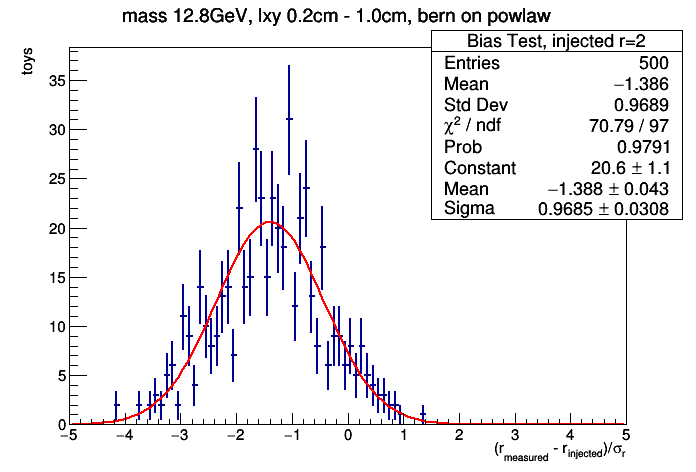 mass 12.8GeV, lxy 0.2cm - 1.0cm, bern on powlaw
toys
Bias Test, injected r=2
Entries 500
Mean −1.386
Std Dev 0.9689
χ² / ndf 70.79 / 97
Prob 0.9791
Constant 20.6 ± 1.1
Mean −1.388 ± 0.043
Sigma 0.9685 ± 0.0308
35
30
25
20
15
10
5
0
−5 −4 −3 −2 −1 0 1 2 3 4 5
(r_measured - r_injected)/σ_r